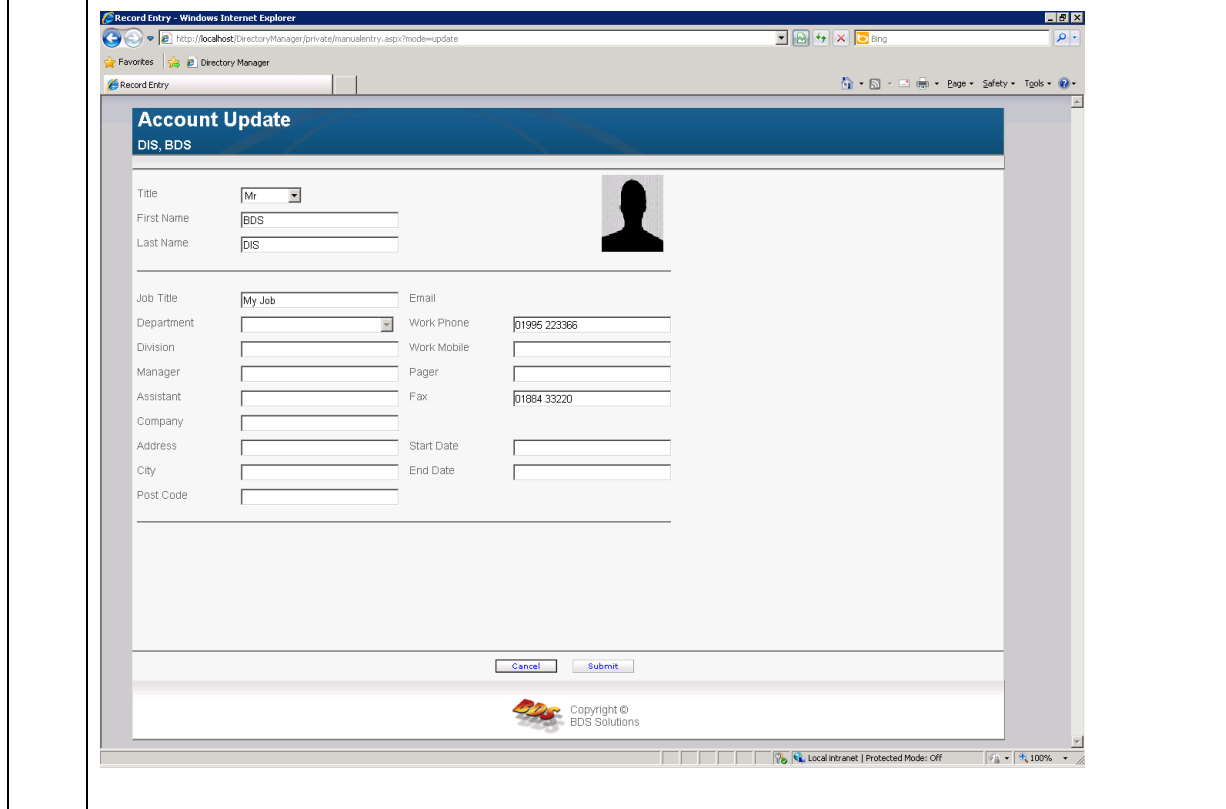 Record Entry - Windows Internet Explorer
http://localhost/DirectoryManager/private/manualentry.aspx?mode=update
Bing
Favorites Directory Manager
Record Entry
Page Safety Tools
Account Update
DIS, BDS
Title Mr
First Name BDS
Last Name DIS
Job Title My Job Email
Department Work Phone 01995 223366
Division Work Mobile
Manager Pager
Assistant Fax 01884 33220
Company
Address Start Date
City End Date
Post Code
Cancel Submit
BDS Copyright ©
BDS Solutions
Local intranet | Protected Mode: Off 100%